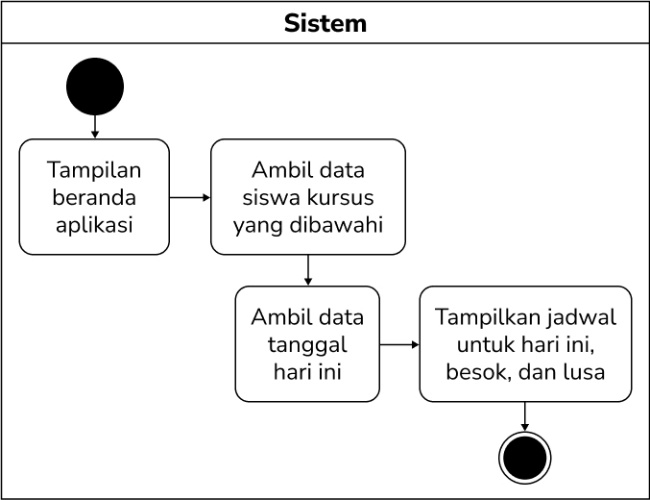 Sistem
Tampilan
beranda
aplikasi
Ambil data
siswa kursus
yang dibawahi
Ambil data
tanggal
hari ini
Tampilkan jadwal
untuk hari ini,
besok, dan lusa